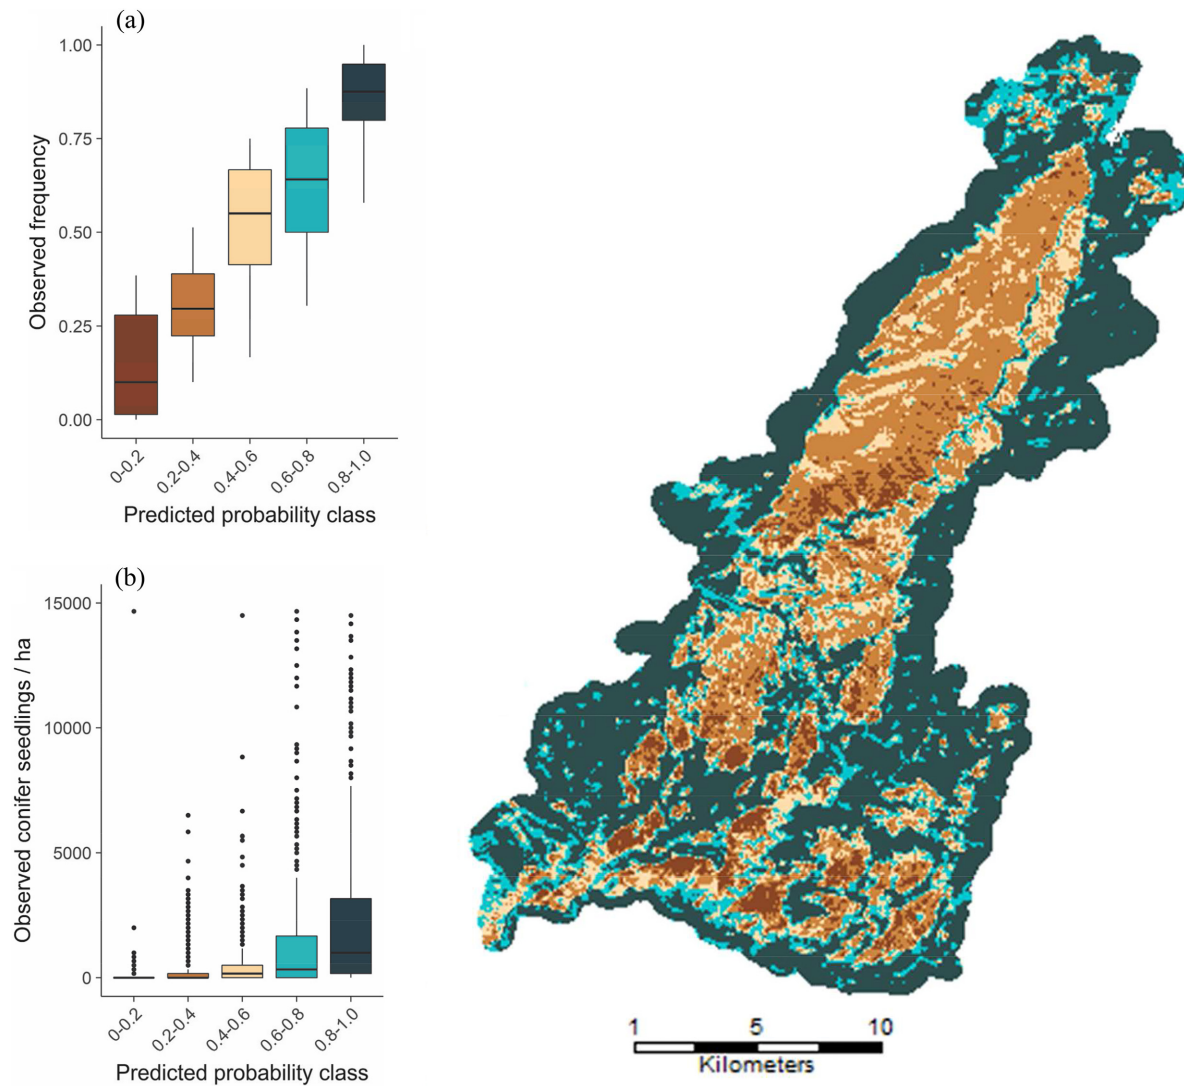 (a)
1.00
0.75
0.50
0.25
0.00
Observed frequency
0-0.2
0.2-0.4
0.4-0.6
0.6-0.8
0.8-1.0
Predicted probability class
(b)
15000
10000
5000
0
Observed conifer seedlings / ha
0-0.2
0.2-0.4
0.4-0.6
0.6-0.8
0.8-1.0
Predicted probability class
1 5 10
Kilometers